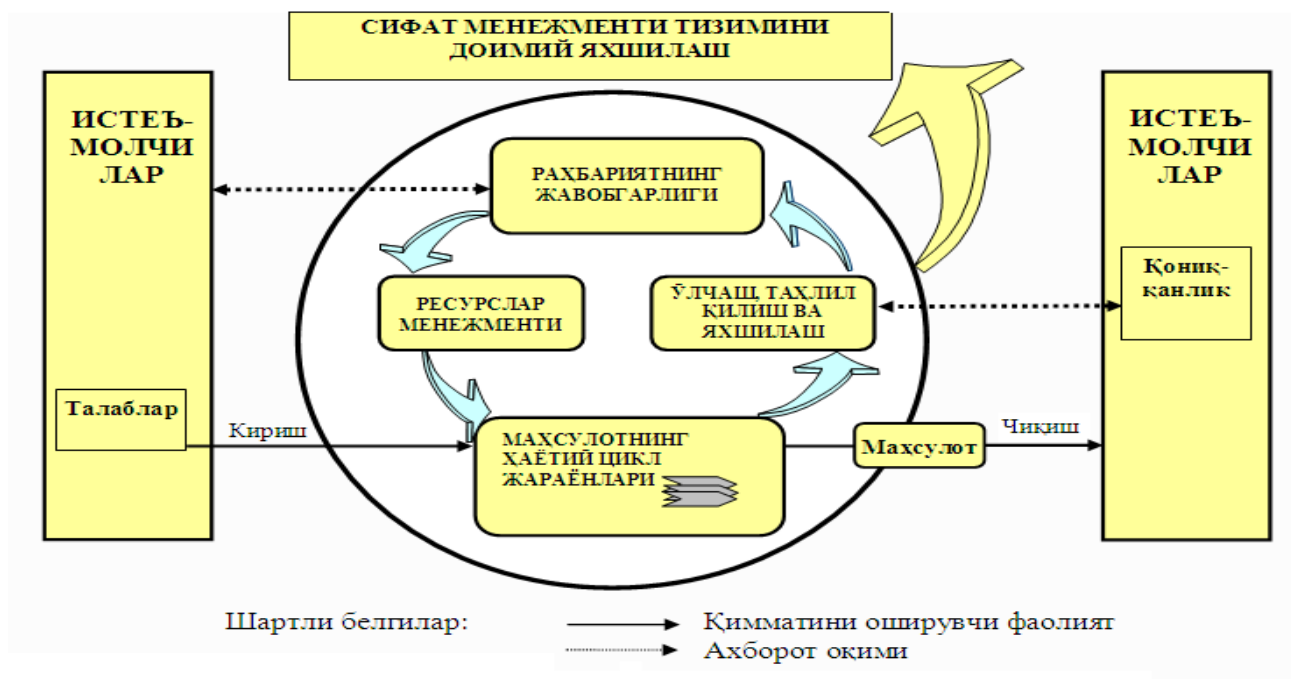 СИФАТ МЕНЕЖМЕНТИ ТИЗИМИНИ
ДОИМИЙ ЯХШИЛАШ
ИСТЕЪ-
МОЛЧИ
ЛАР
Талаблар
Кириш
РАҲБАРИЯТНИНГ
ЖАВОБГАРЛИГИ
РЕСУРСЛАР
МЕНЕЖМЕНТИ
ЎЛЧАШ, ТАҲЛИЛ
ҚИЛИШ ВА
ЯХШИЛАШ
МАҲСУЛОТНИНГ
ҲАЁТИЙ ЦИКЛ
ЖАРАЁНЛАРИ
Маҳсулот
Чиқиш
ИСТЕЪ-
МОЛЧИ
ЛАР
Қониқ-
қанлик
Шартли белгилар:
Қимматини оширувчи фаолият
Ахборот оқими